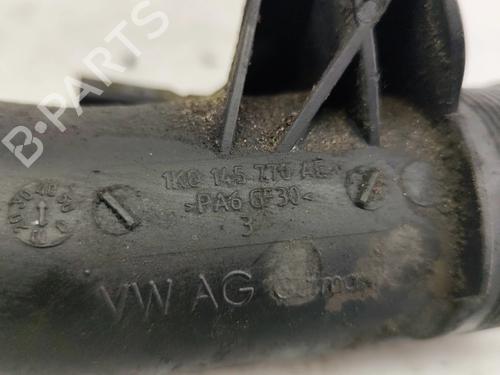 B-PARTS
1K0 145 770 AE
>PA6 GF30<
3
VW AG